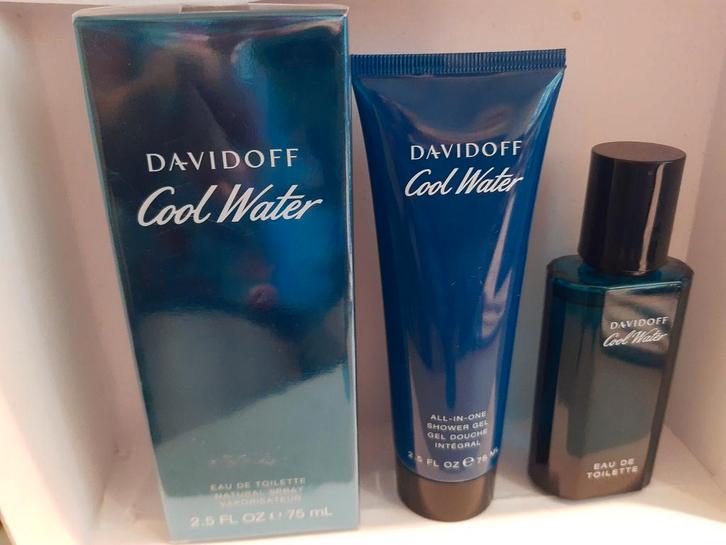 DAVIDOFF
Cool Water
EAU DE TOILETTE
NATURAL SPRAY
VAPORISATEUR
2.5 FL OZ 75 mL
DAVIDOFF
Cool Water
ALL-IN-ONE
SHOWER GEL
GEL DOUCHE
INTÉGRAL
2.5 FL OZ ℮ 75 mL
DAVIDOFF
Cool Water
EAU DE
TOILETTE